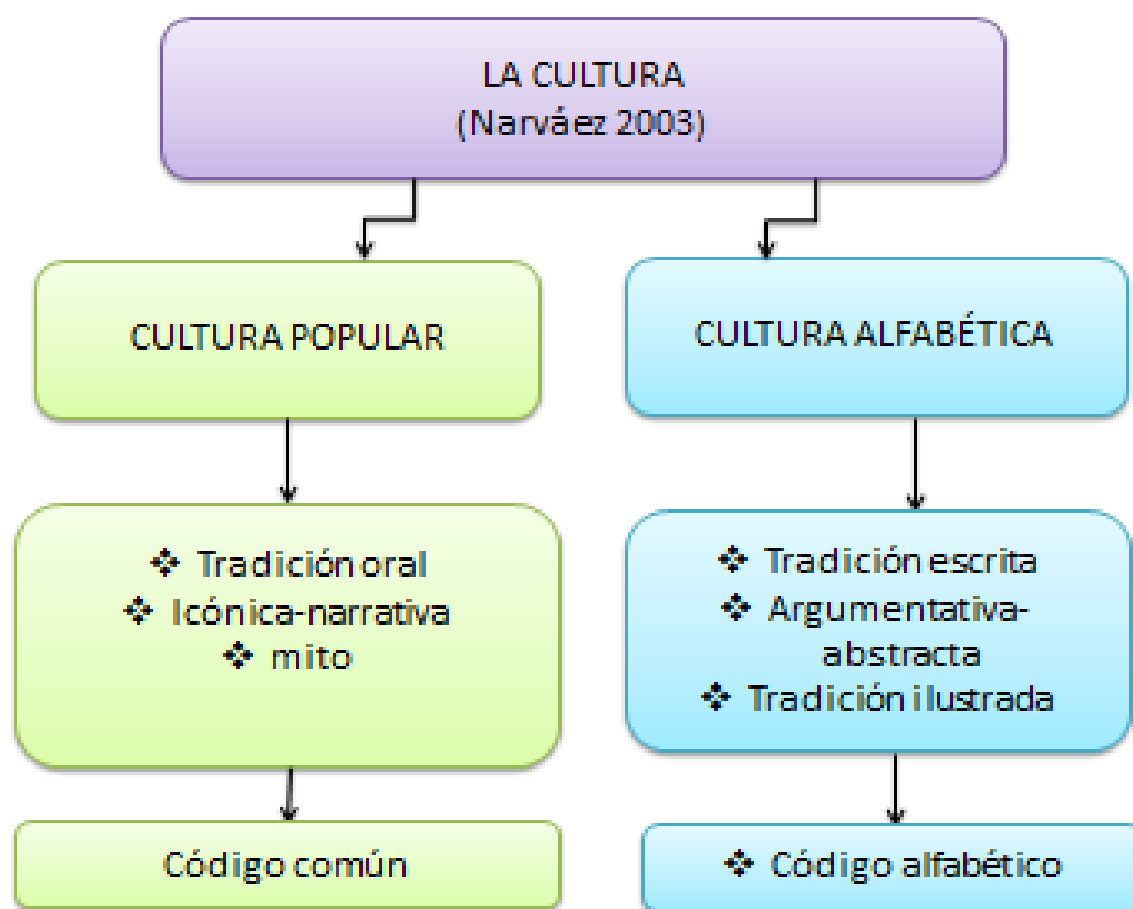 LA CULTURA
(Narváez 2003)
CULTURA POPULAR
CULTURA ALFABÉTICA
❖ Tradición oral
❖ Icónica-narrativa
❖ mito
❖ Tradición escrita
❖ Argumentativa-
abstracta
❖ Tradición ilustrada
Código común
❖ Código alfabético